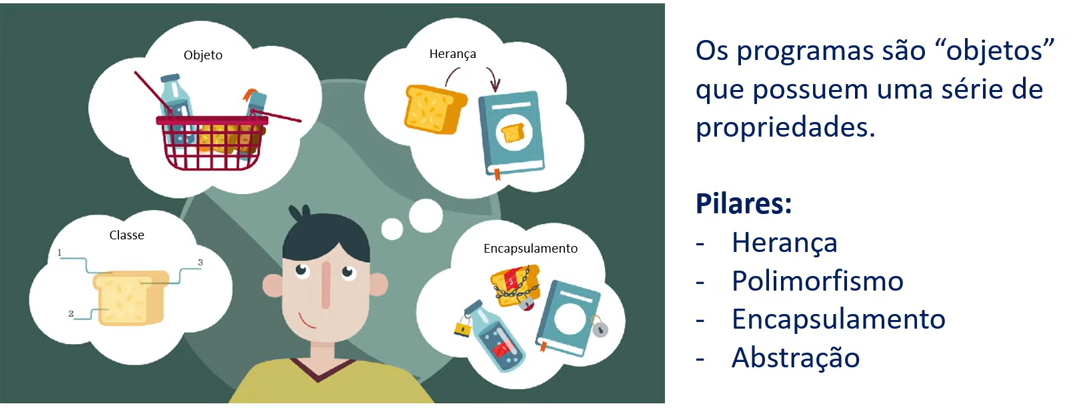 Objeto
Herança
Classe
1
3
2
Encapsulamento
Os programas são “objetos”
que possuem uma série de
propriedades.
Pilares:
- Herança
- Polimorfismo
- Encapsulamento
- Abstração